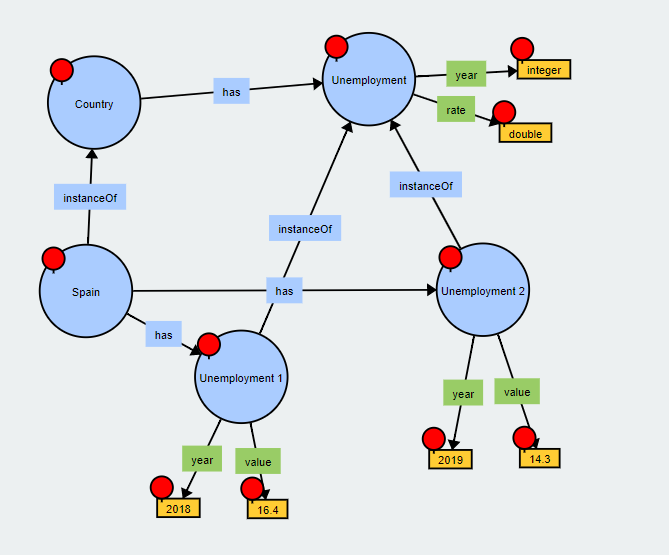 Unemployment
year
integer
rate
double
Country
has
instanceOf
instanceOf
instanceOf
Spain
has
Unemployment 2
has
Unemployment 1
year
value
year
value
2019
14.3
2018
16.4